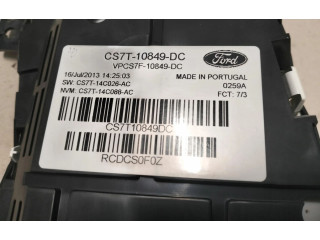 CS7T-10849-DC
VPCS7F-10849-DC
Ford
16/Jul/2013 14:25:03
MADE IN PORTUGAL
SW: CS7T-14C026-AC
0259A
NVM: CS7T-14C088-AC
FCT: 7/3
CS7T10849DC
RCDCS0F0Z